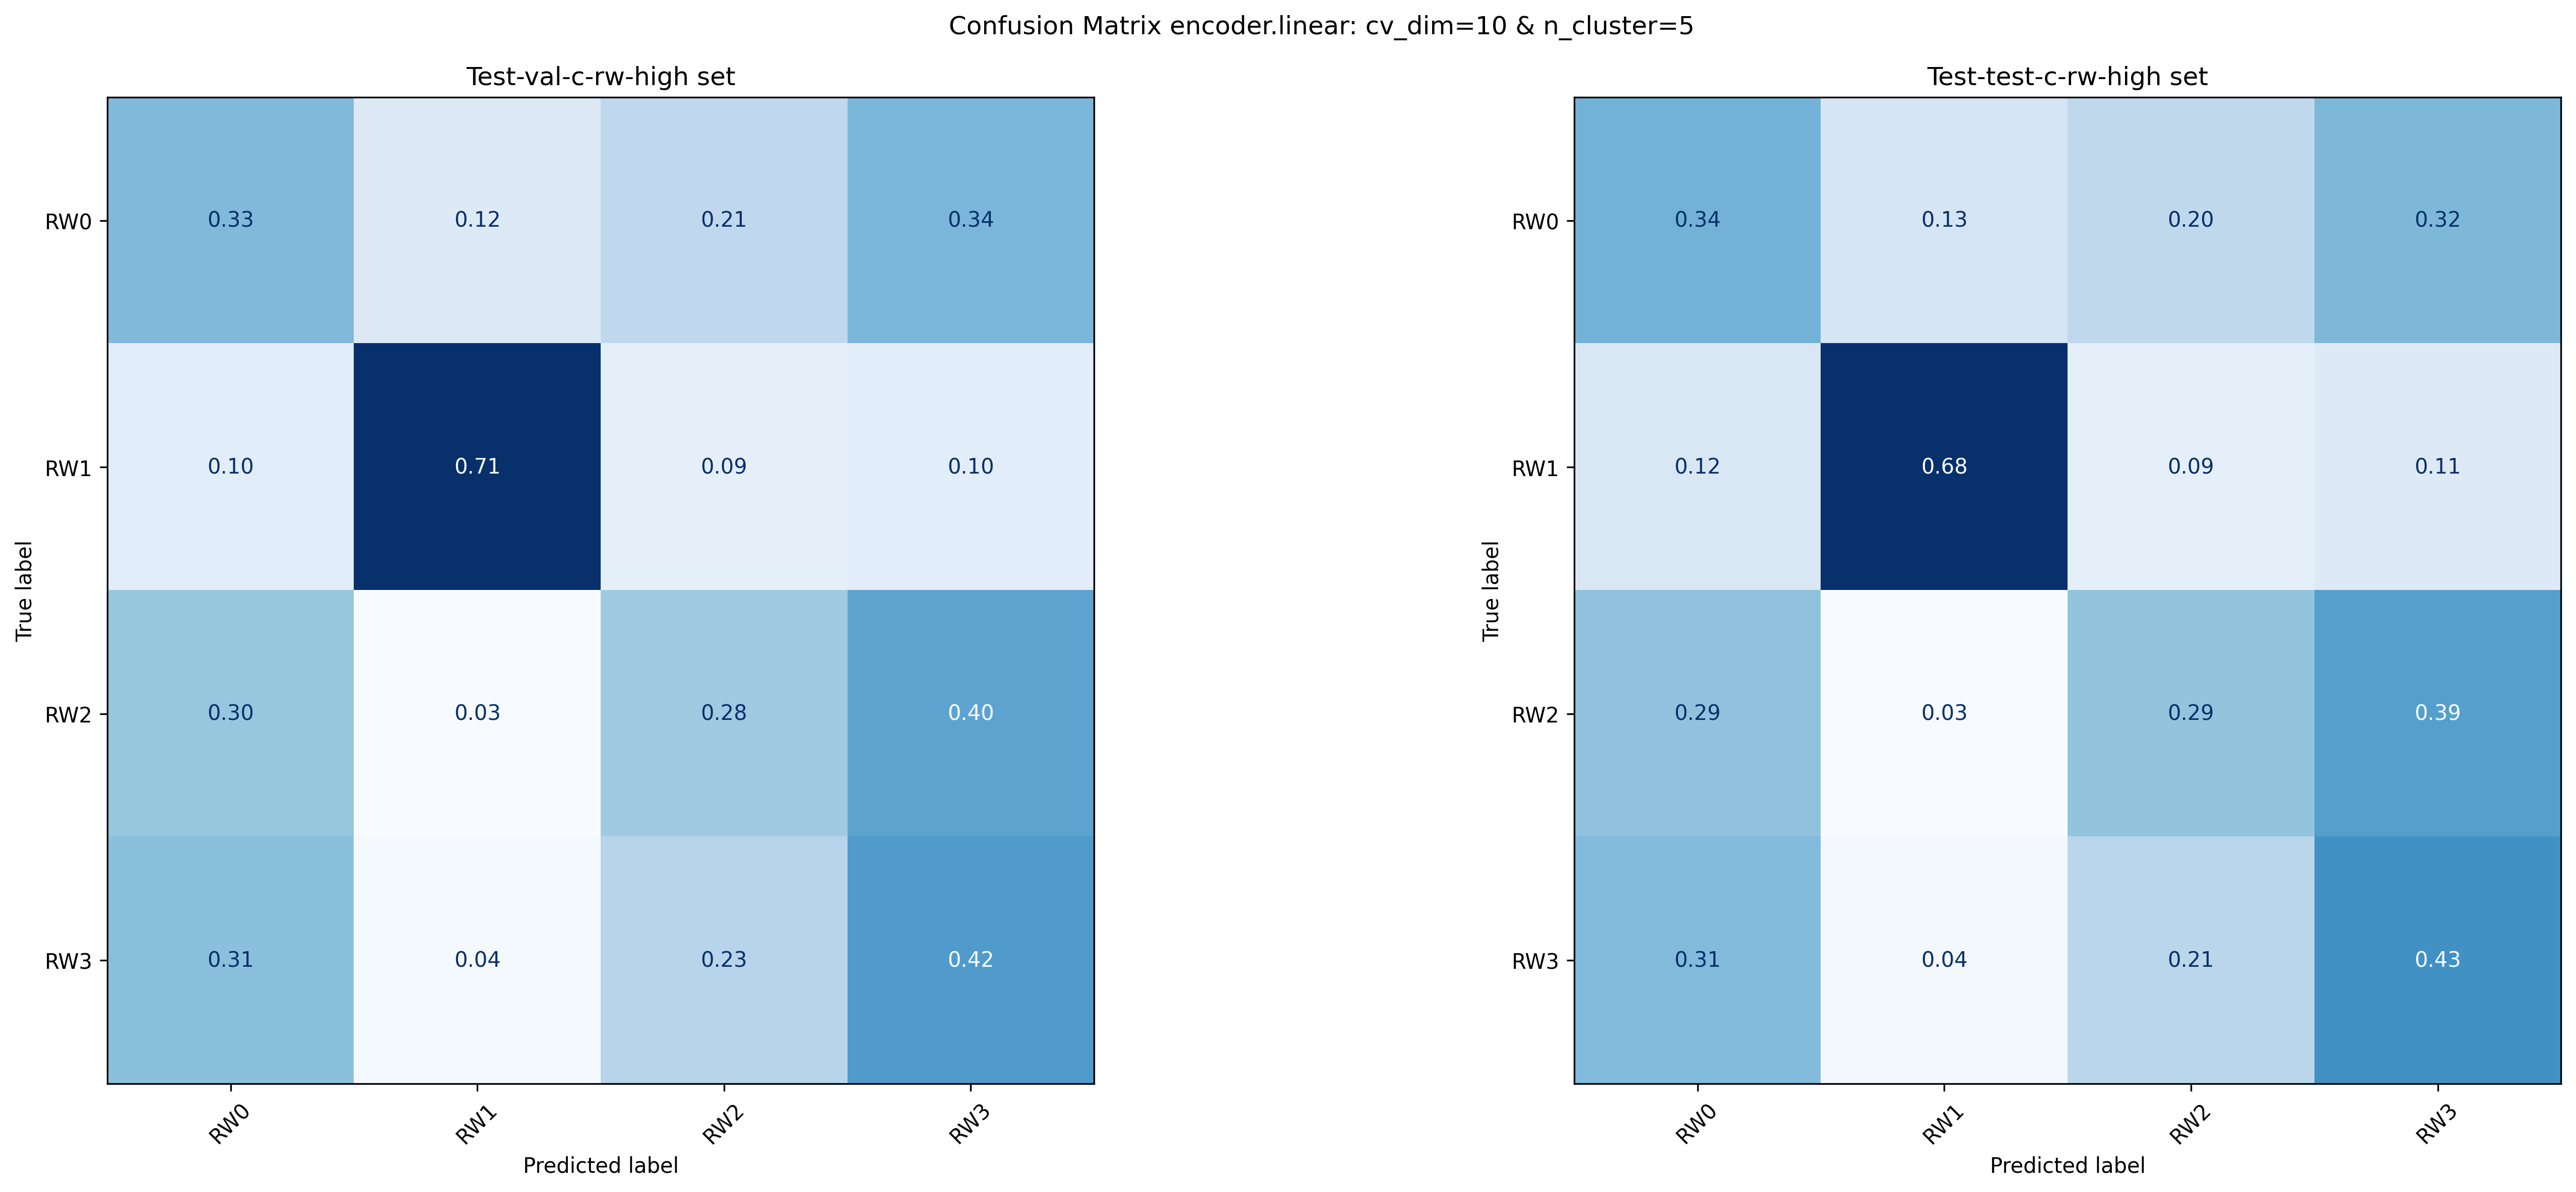 Confusion Matrix encoder.linear: cv_dim=10 & n_cluster=5
Test-val-c-rw-high set
True label
RW0 0.33 0.12 0.21 0.34
RW1 0.10 0.71 0.09 0.10
RW2 0.30 0.03 0.28 0.40
RW3 0.31 0.04 0.23 0.42
RW0 RW1 RW2 RW3
Predicted label
Test-test-c-rw-high set
True label
RW0 0.34 0.13 0.20 0.32
RW1 0.12 0.68 0.09 0.11
RW2 0.29 0.03 0.29 0.39
RW3 0.31 0.04 0.21 0.43
RW0 RW1 RW2 RW3
Predicted label